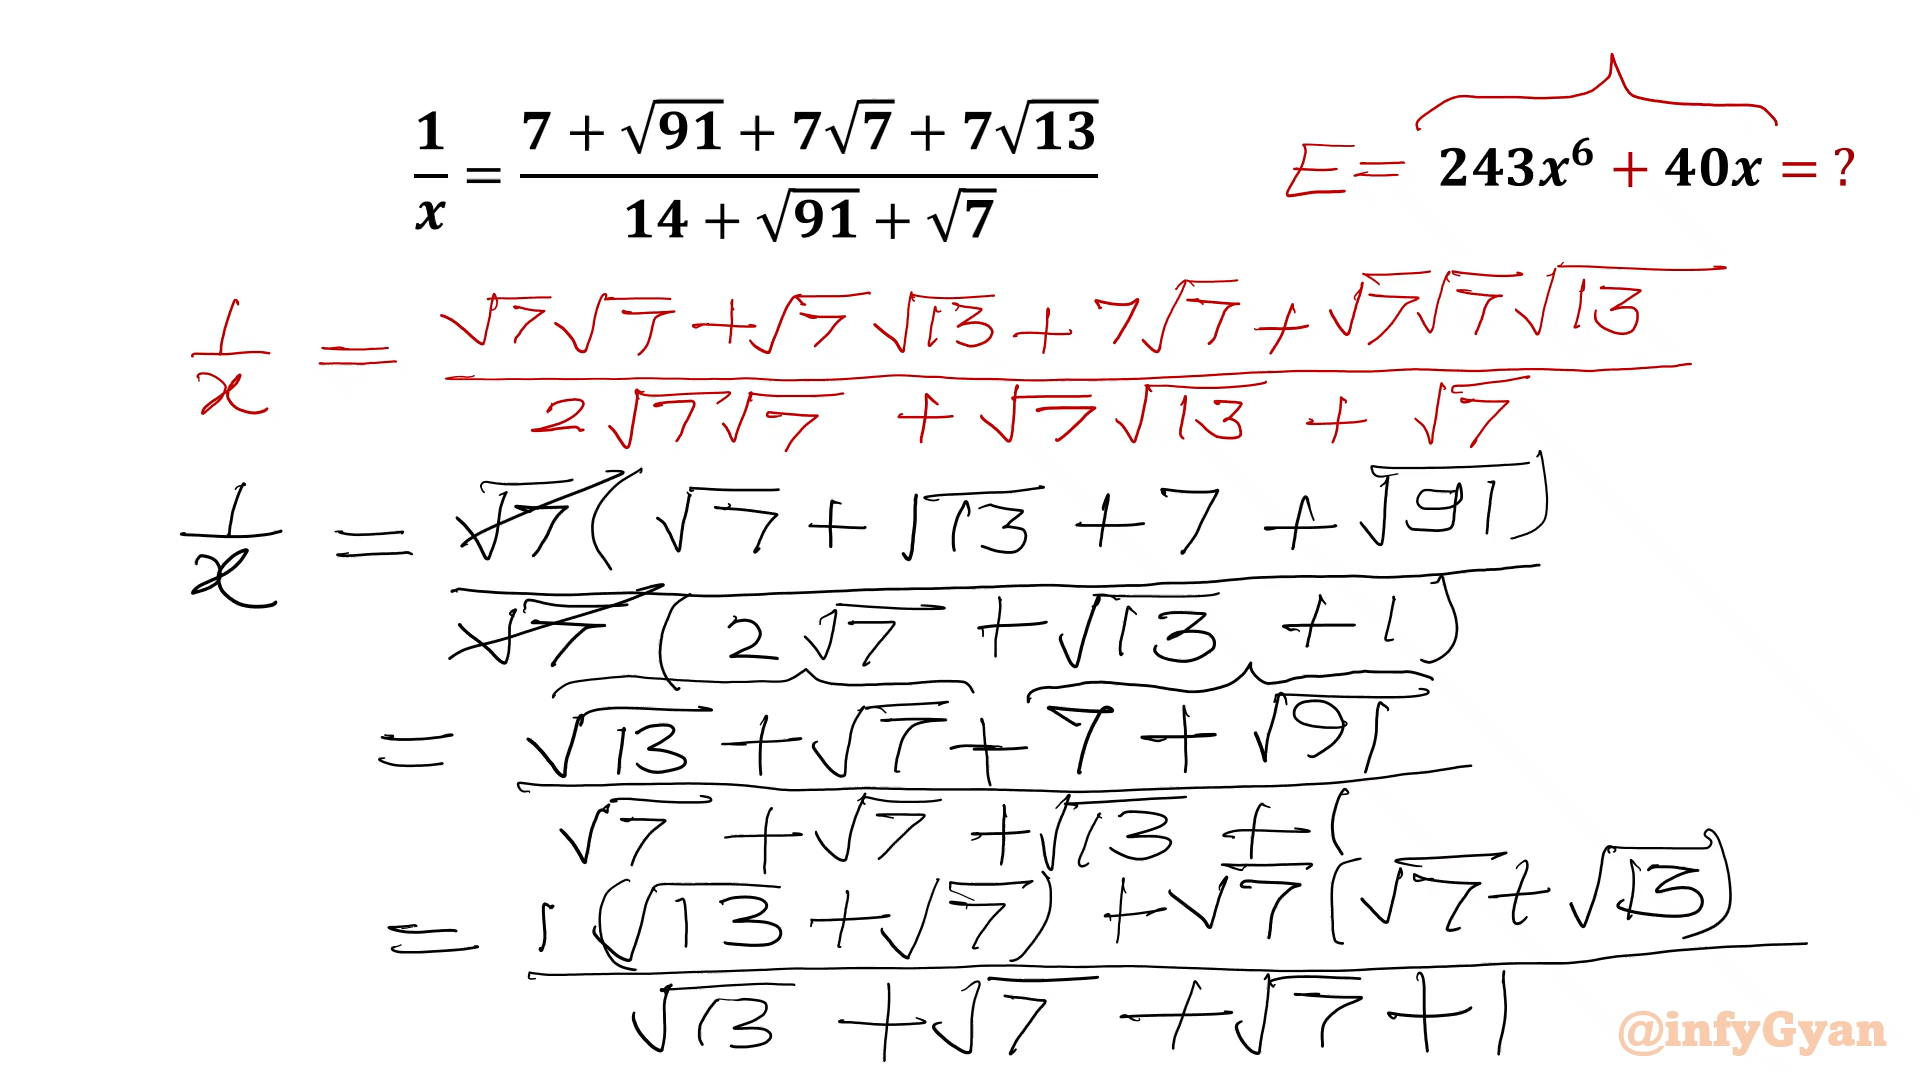 1/x = (7 + √91 + 7√7 + 7√13)/(14 + √91 + √7)
E = 243x⁶ + 40x = ?
1/x = (√7√7 + √7√13 + 7√7 + √7√7√13)/(2√7√7 + √7√13 + √7)
1/x = √7(√7 + √13 + 7 + √91)/√7(2√7 + √13 + 1)
= (√13 + √7 + 7 + √91)/(√7 + √7 + √13 + 1)
= (1(√13 + √7) + √7(√7 + √13))/(√13 + √7 + √7 + 1)
@infyGyan